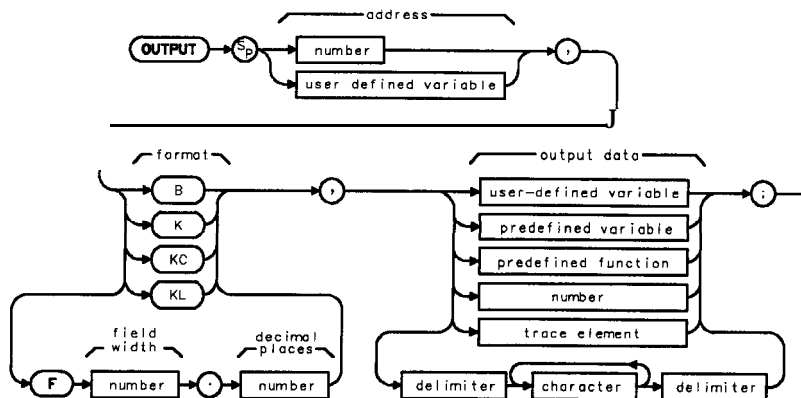 address
OUTPUT Sp number ,
user defined variable
format output data
B , user-defined variable ;
K predefined variable
KC predefined function
KL number
field width decimal places trace element
F number . number delimiter character delimiter